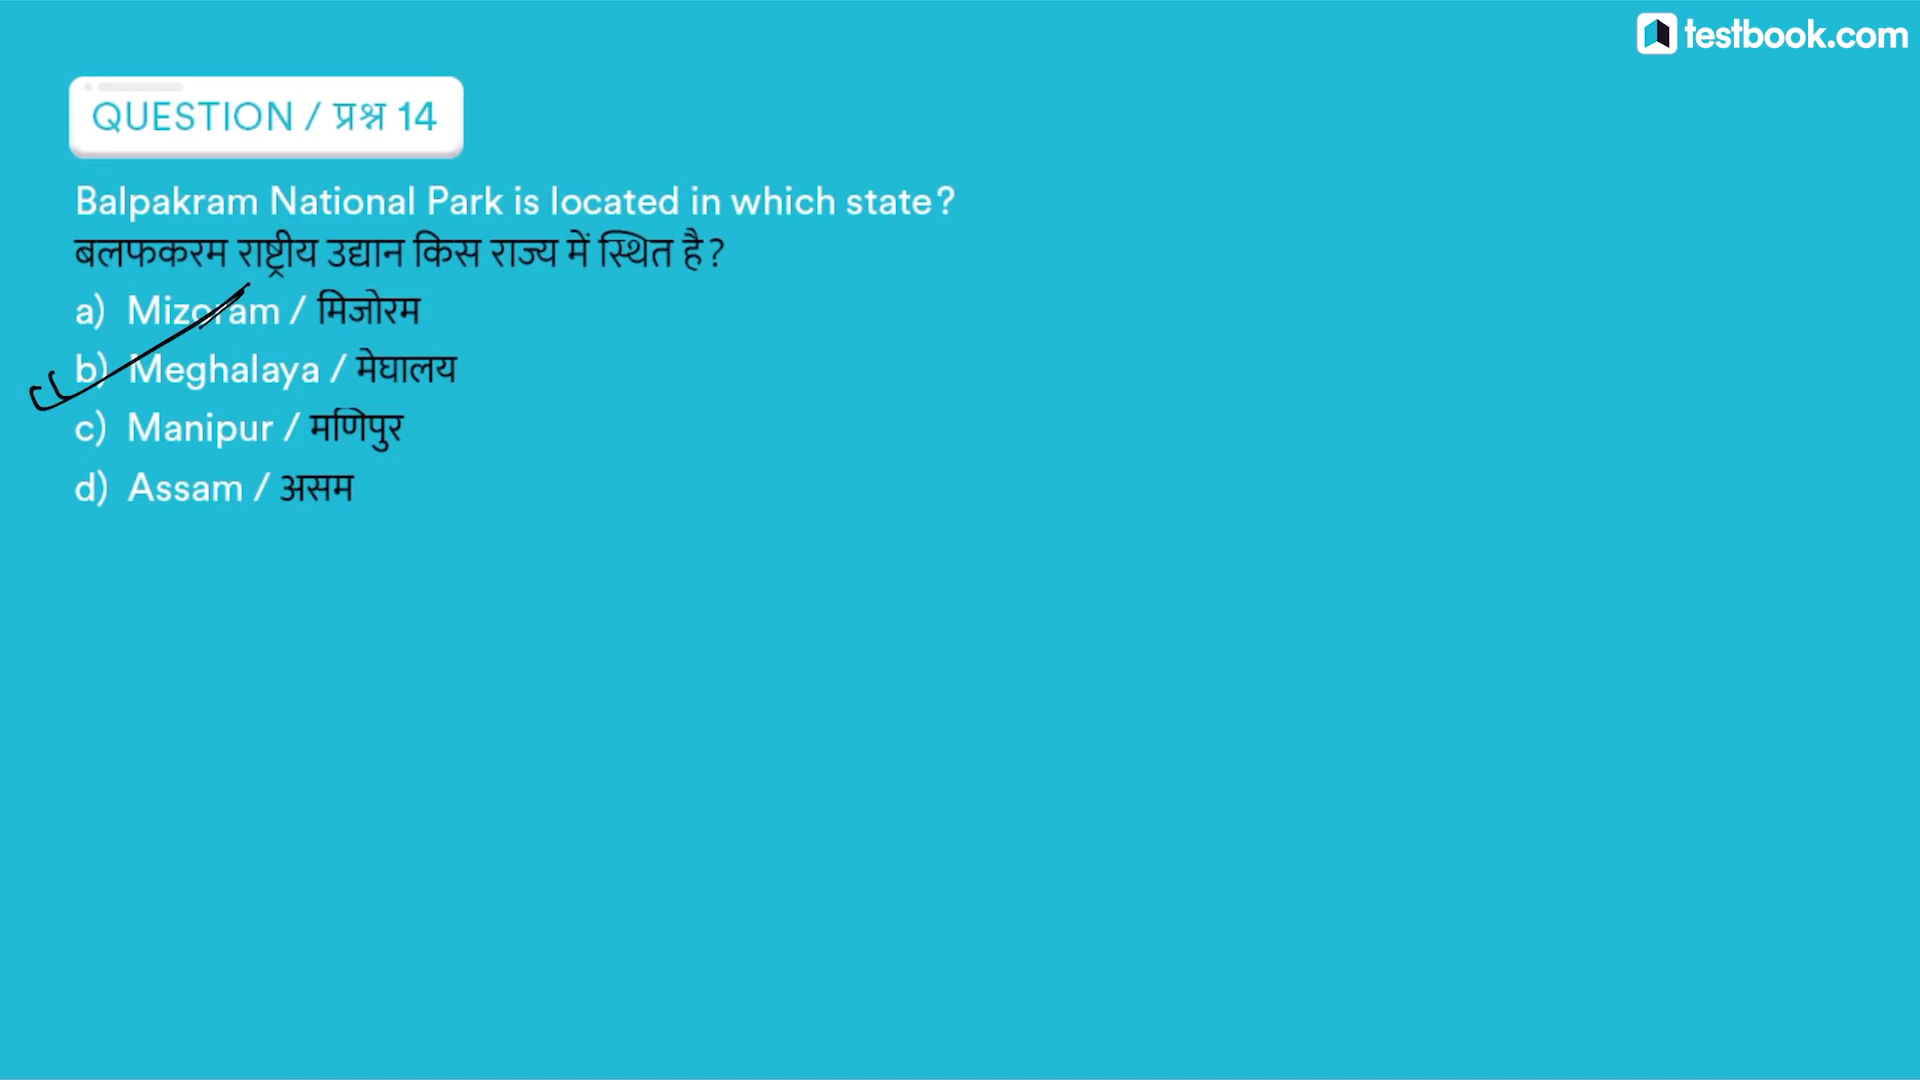 testbook.com
QUESTION / प्रश्न 14
Balpakram National Park is located in which state?
बलफकरम राष्ट्रीय उद्यान किस राज्य में स्थित है?
a) Mizoram / मिजोरम
b) Meghalaya / मेघालय
c) Manipur / मणिपुर
d) Assam / असम